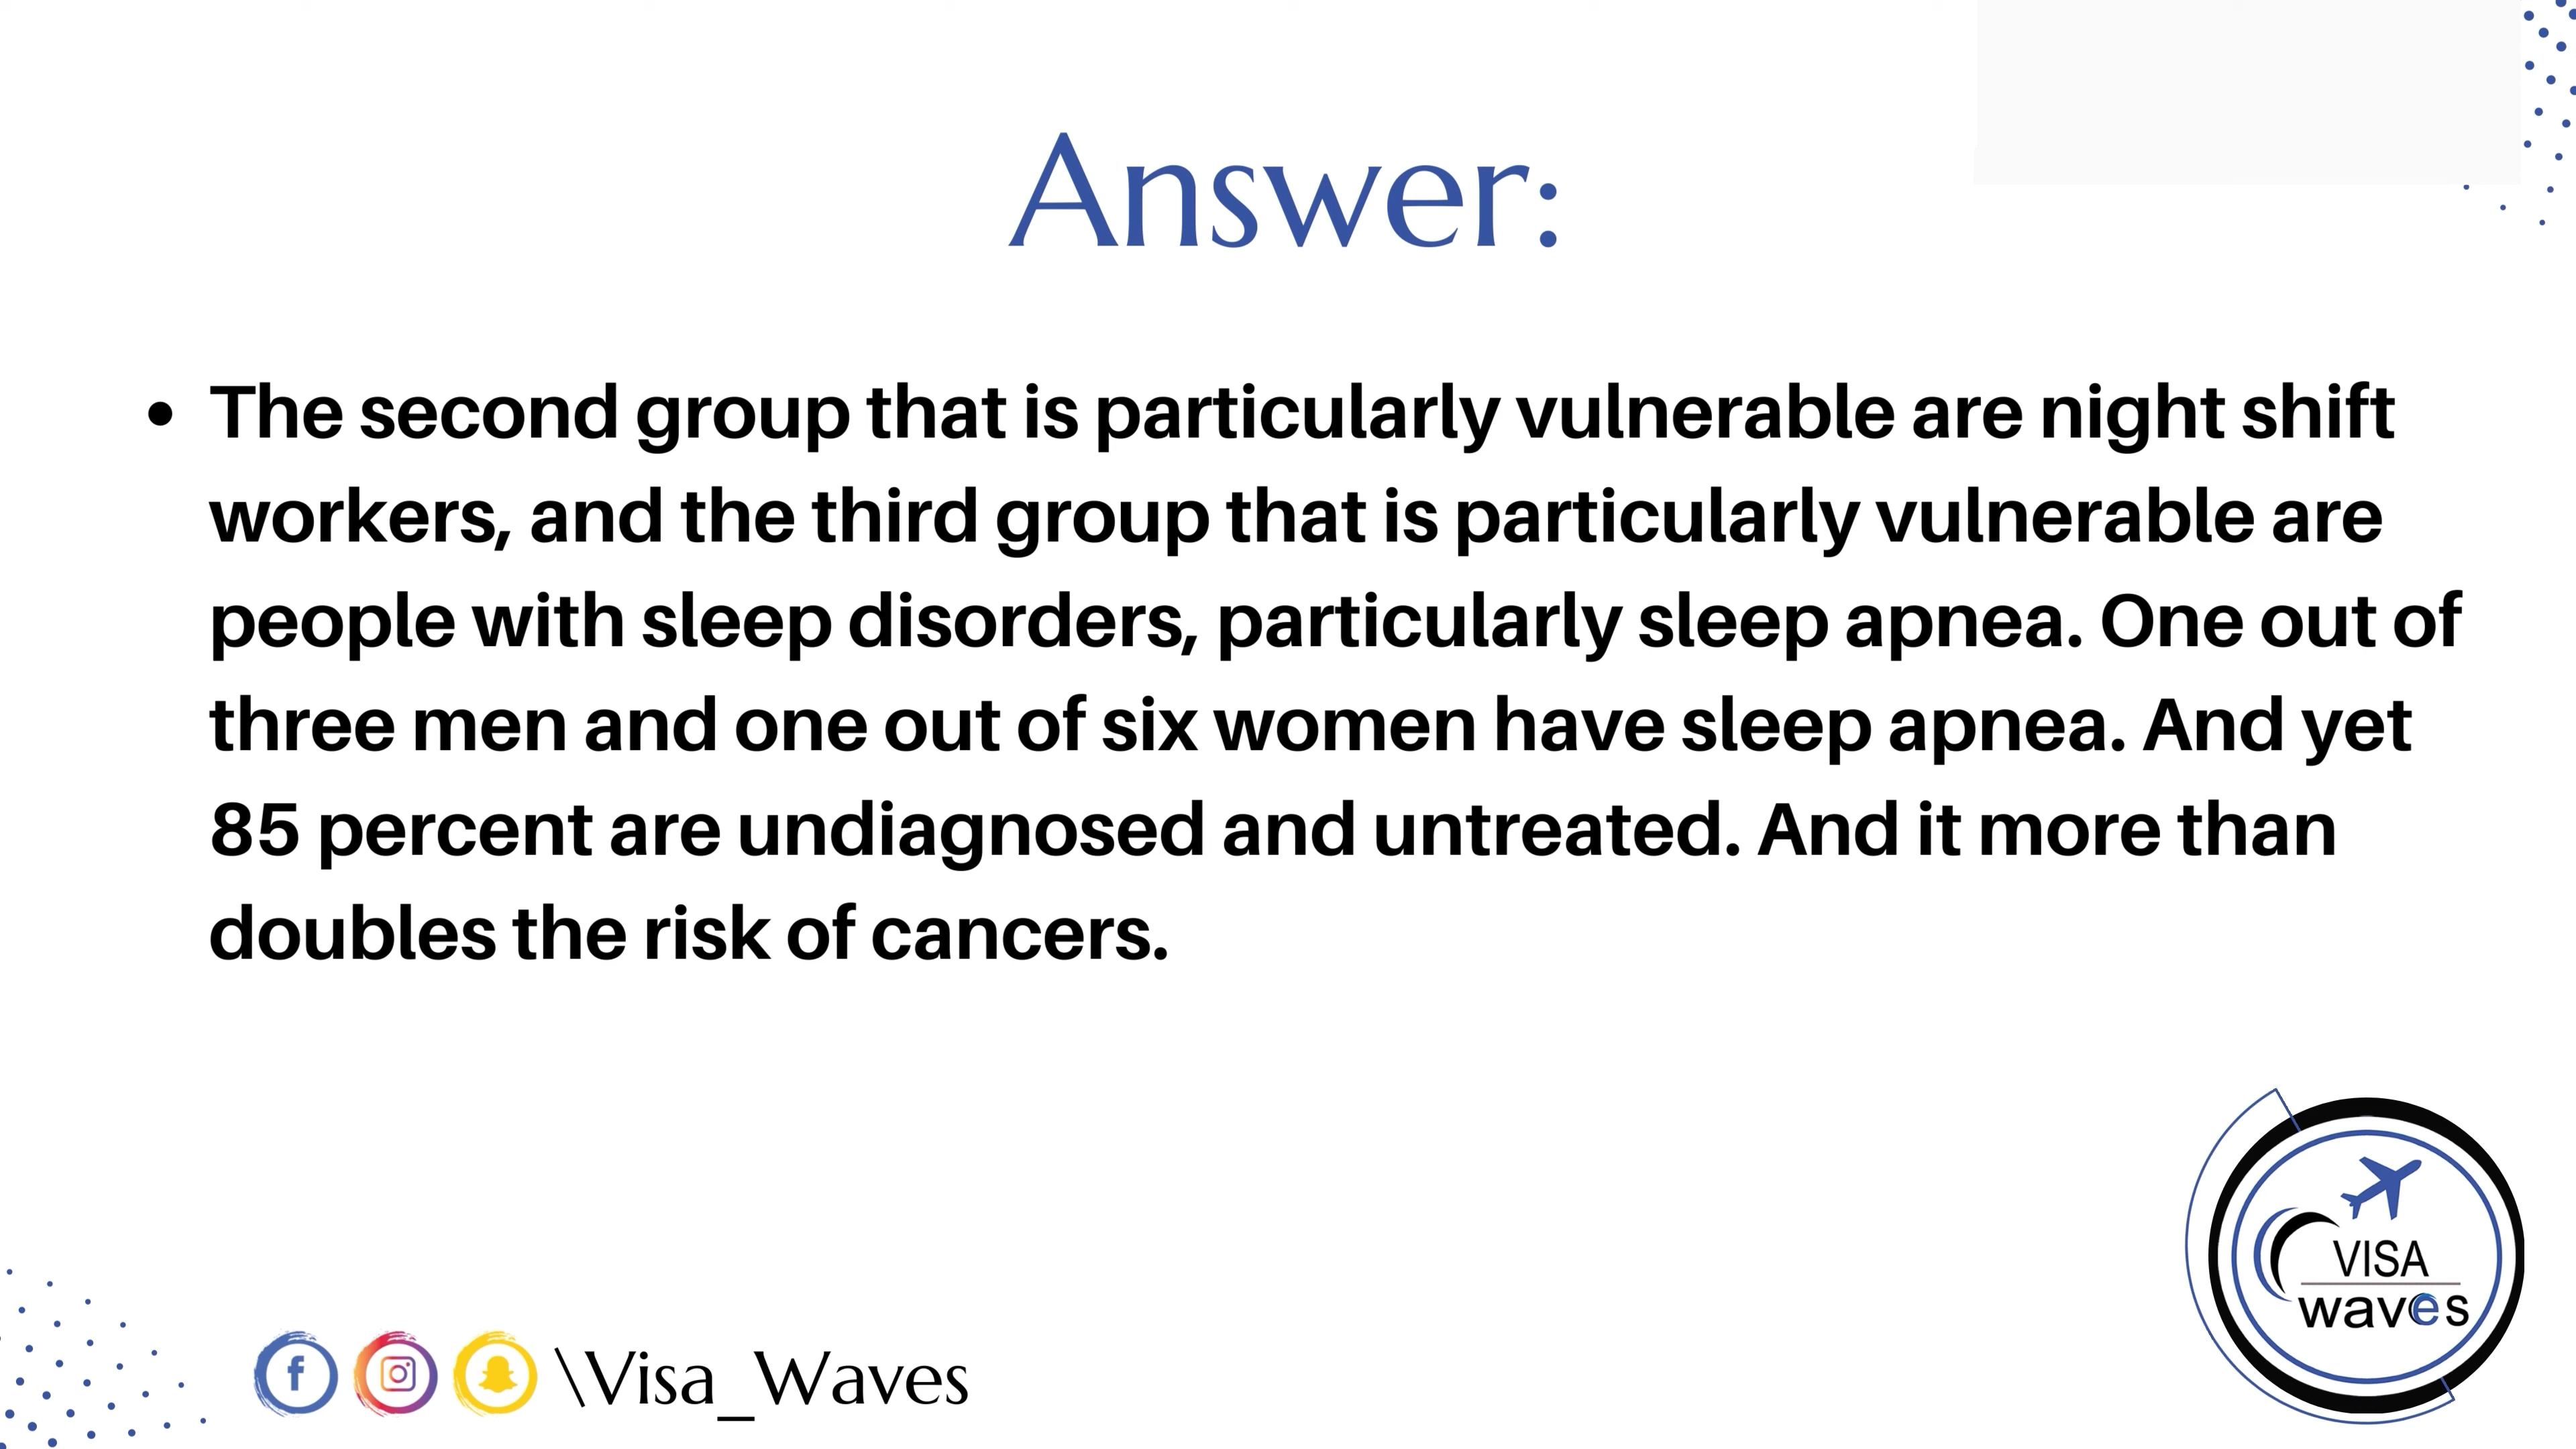 Answer:
• The second group that is particularly vulnerable are night shift
workers, and the third group that is particularly vulnerable are
people with sleep disorders, particularly sleep apnea. One out of
three men and one out of six women have sleep apnea. And yet
85 percent are undiagnosed and untreated. And it more than
doubles the risk of cancers.
VISA
waves
\Visa_Waves